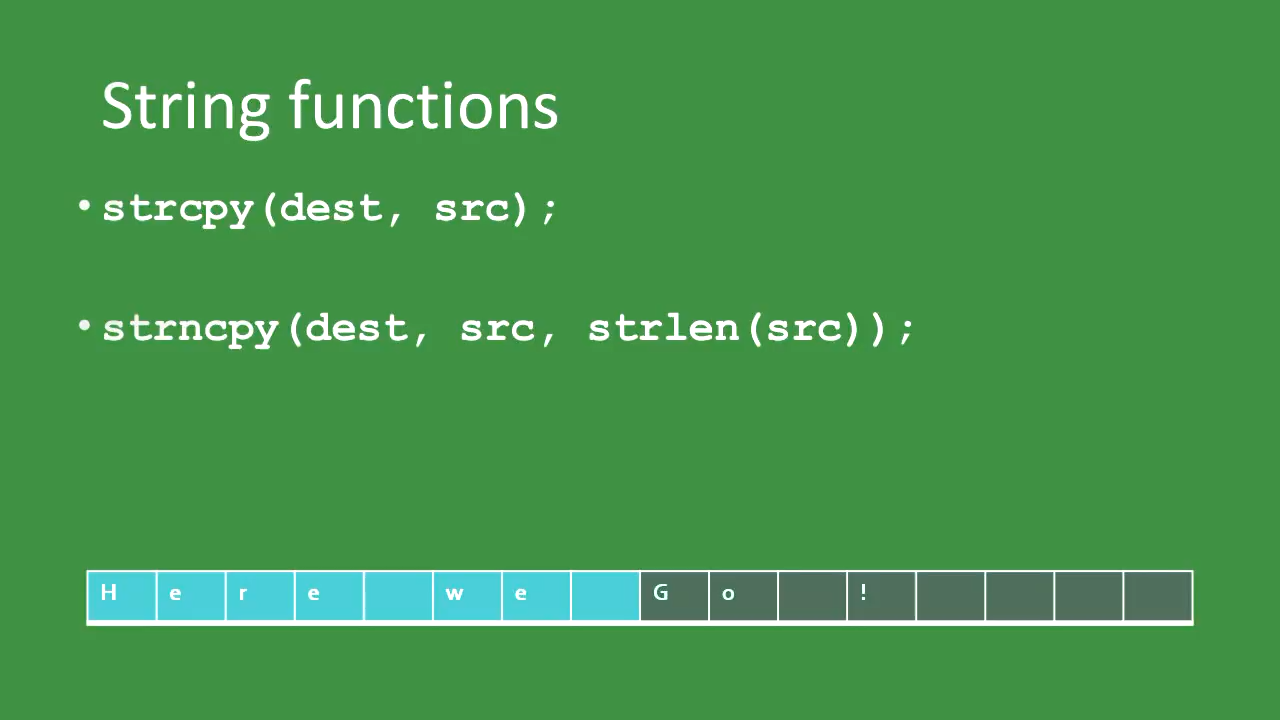 String functions
• strcpy(dest, src);
• strncpy(dest, src, strlen(src));
H e r e w e G o !